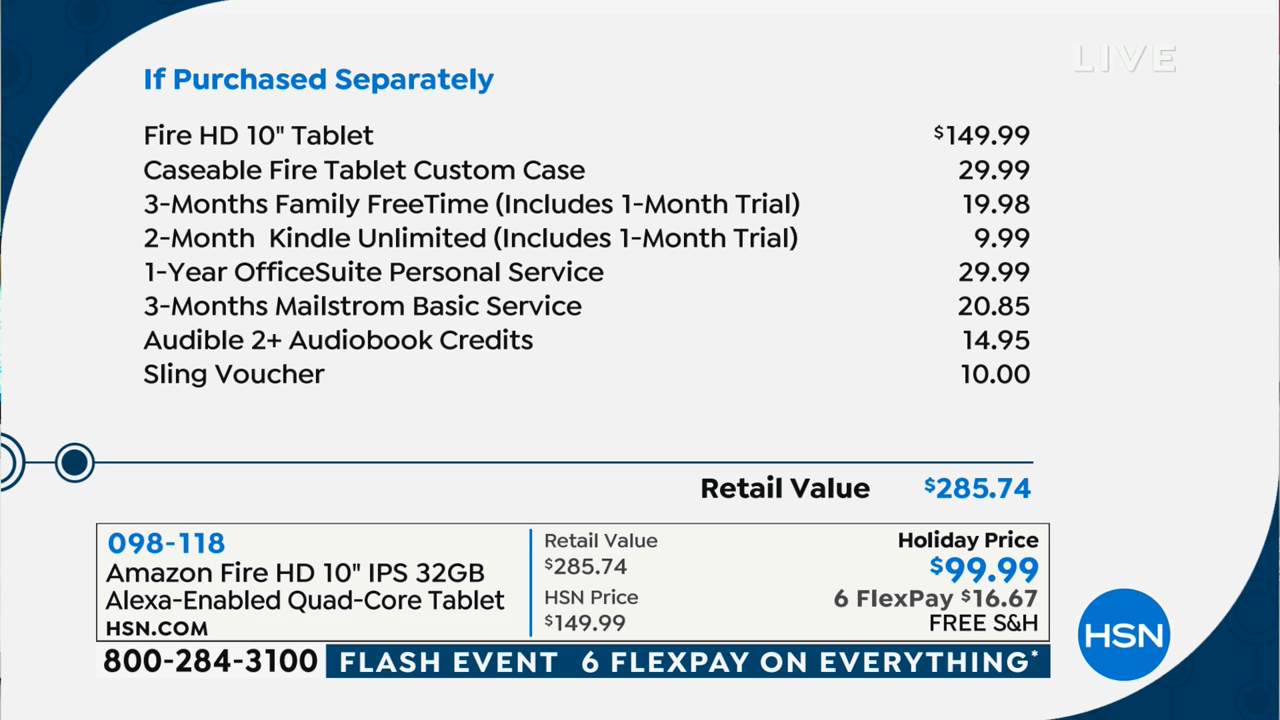 LIVE
If Purchased Separately
Fire HD 10" Tablet $149.99
Caseable Fire Tablet Custom Case 29.99
3-Months Family FreeTime (Includes 1-Month Trial) 19.98
2-Month Kindle Unlimited (Includes 1-Month Trial) 9.99
1-Year OfficeSuite Personal Service 29.99
3-Months Mailstrom Basic Service 20.85
Audible 2+ Audiobook Credits 14.95
Sling Voucher 10.00
Retail Value $285.74
098-118
Amazon Fire HD 10" IPS 32GB
Alexa-Enabled Quad-Core Tablet
HSN.COM
Retail Value
$285.74
HSN Price
$149.99
Holiday Price
$99.99
6 FlexPay $16.67
FREE S&H
HSN
800-284-3100 FLASH EVENT 6 FLEXPAY ON EVERYTHING*